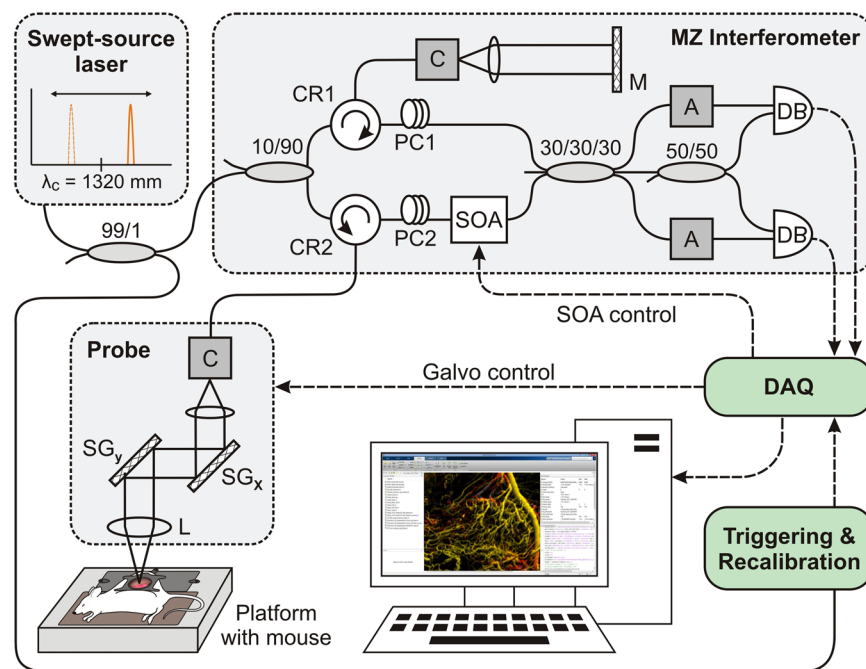 Swept-source
laser
λC = 1320 mm
99/1
MZ Interferometer
C
M
CR1
PC1
10/90
30/30/30
A
DB
50/50
CR2
PC2
SOA
A
DB
SOA control
Probe
C
SGy
SGx
L
Galvo control
DAQ
Triggering &
Recalibration
Platform
with mouse